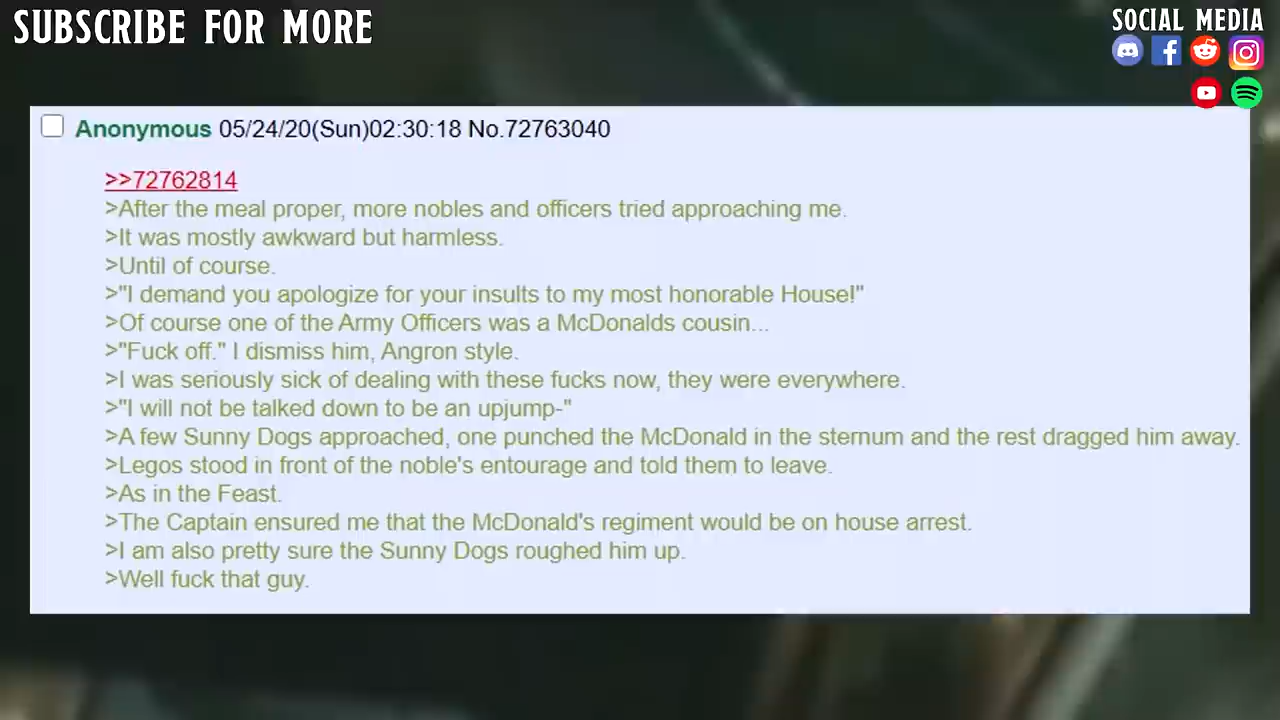 SUBSCRIBE FOR MORE
SOCIAL MEDIA
Anonymous 05/24/20(Sun)02:30:18 No.72763040
>>72762814
>After the meal proper, more nobles and officers tried approaching me.
>It was mostly awkward but harmless.
>Until of course.
>"I demand you apologize for your insults to my most honorable House!"
>Of course one of the Army Officers was a McDonalds cousin...
>"Fuck off." I dismiss him, Angron style.
>I was seriously sick of dealing with these fucks now, they were everywhere.
>"I will not be talked down to be an upjump-"
>A few Sunny Dogs approached, one punched the McDonald in the sternum and the rest dragged him away.
>Legos stood in front of the noble's entourage and told them to leave.
>As in the Feast.
>The Captain ensured me that the McDonald's regiment would be on house arrest.
>I am also pretty sure the Sunny Dogs roughed him up.
>Well fuck that guy.